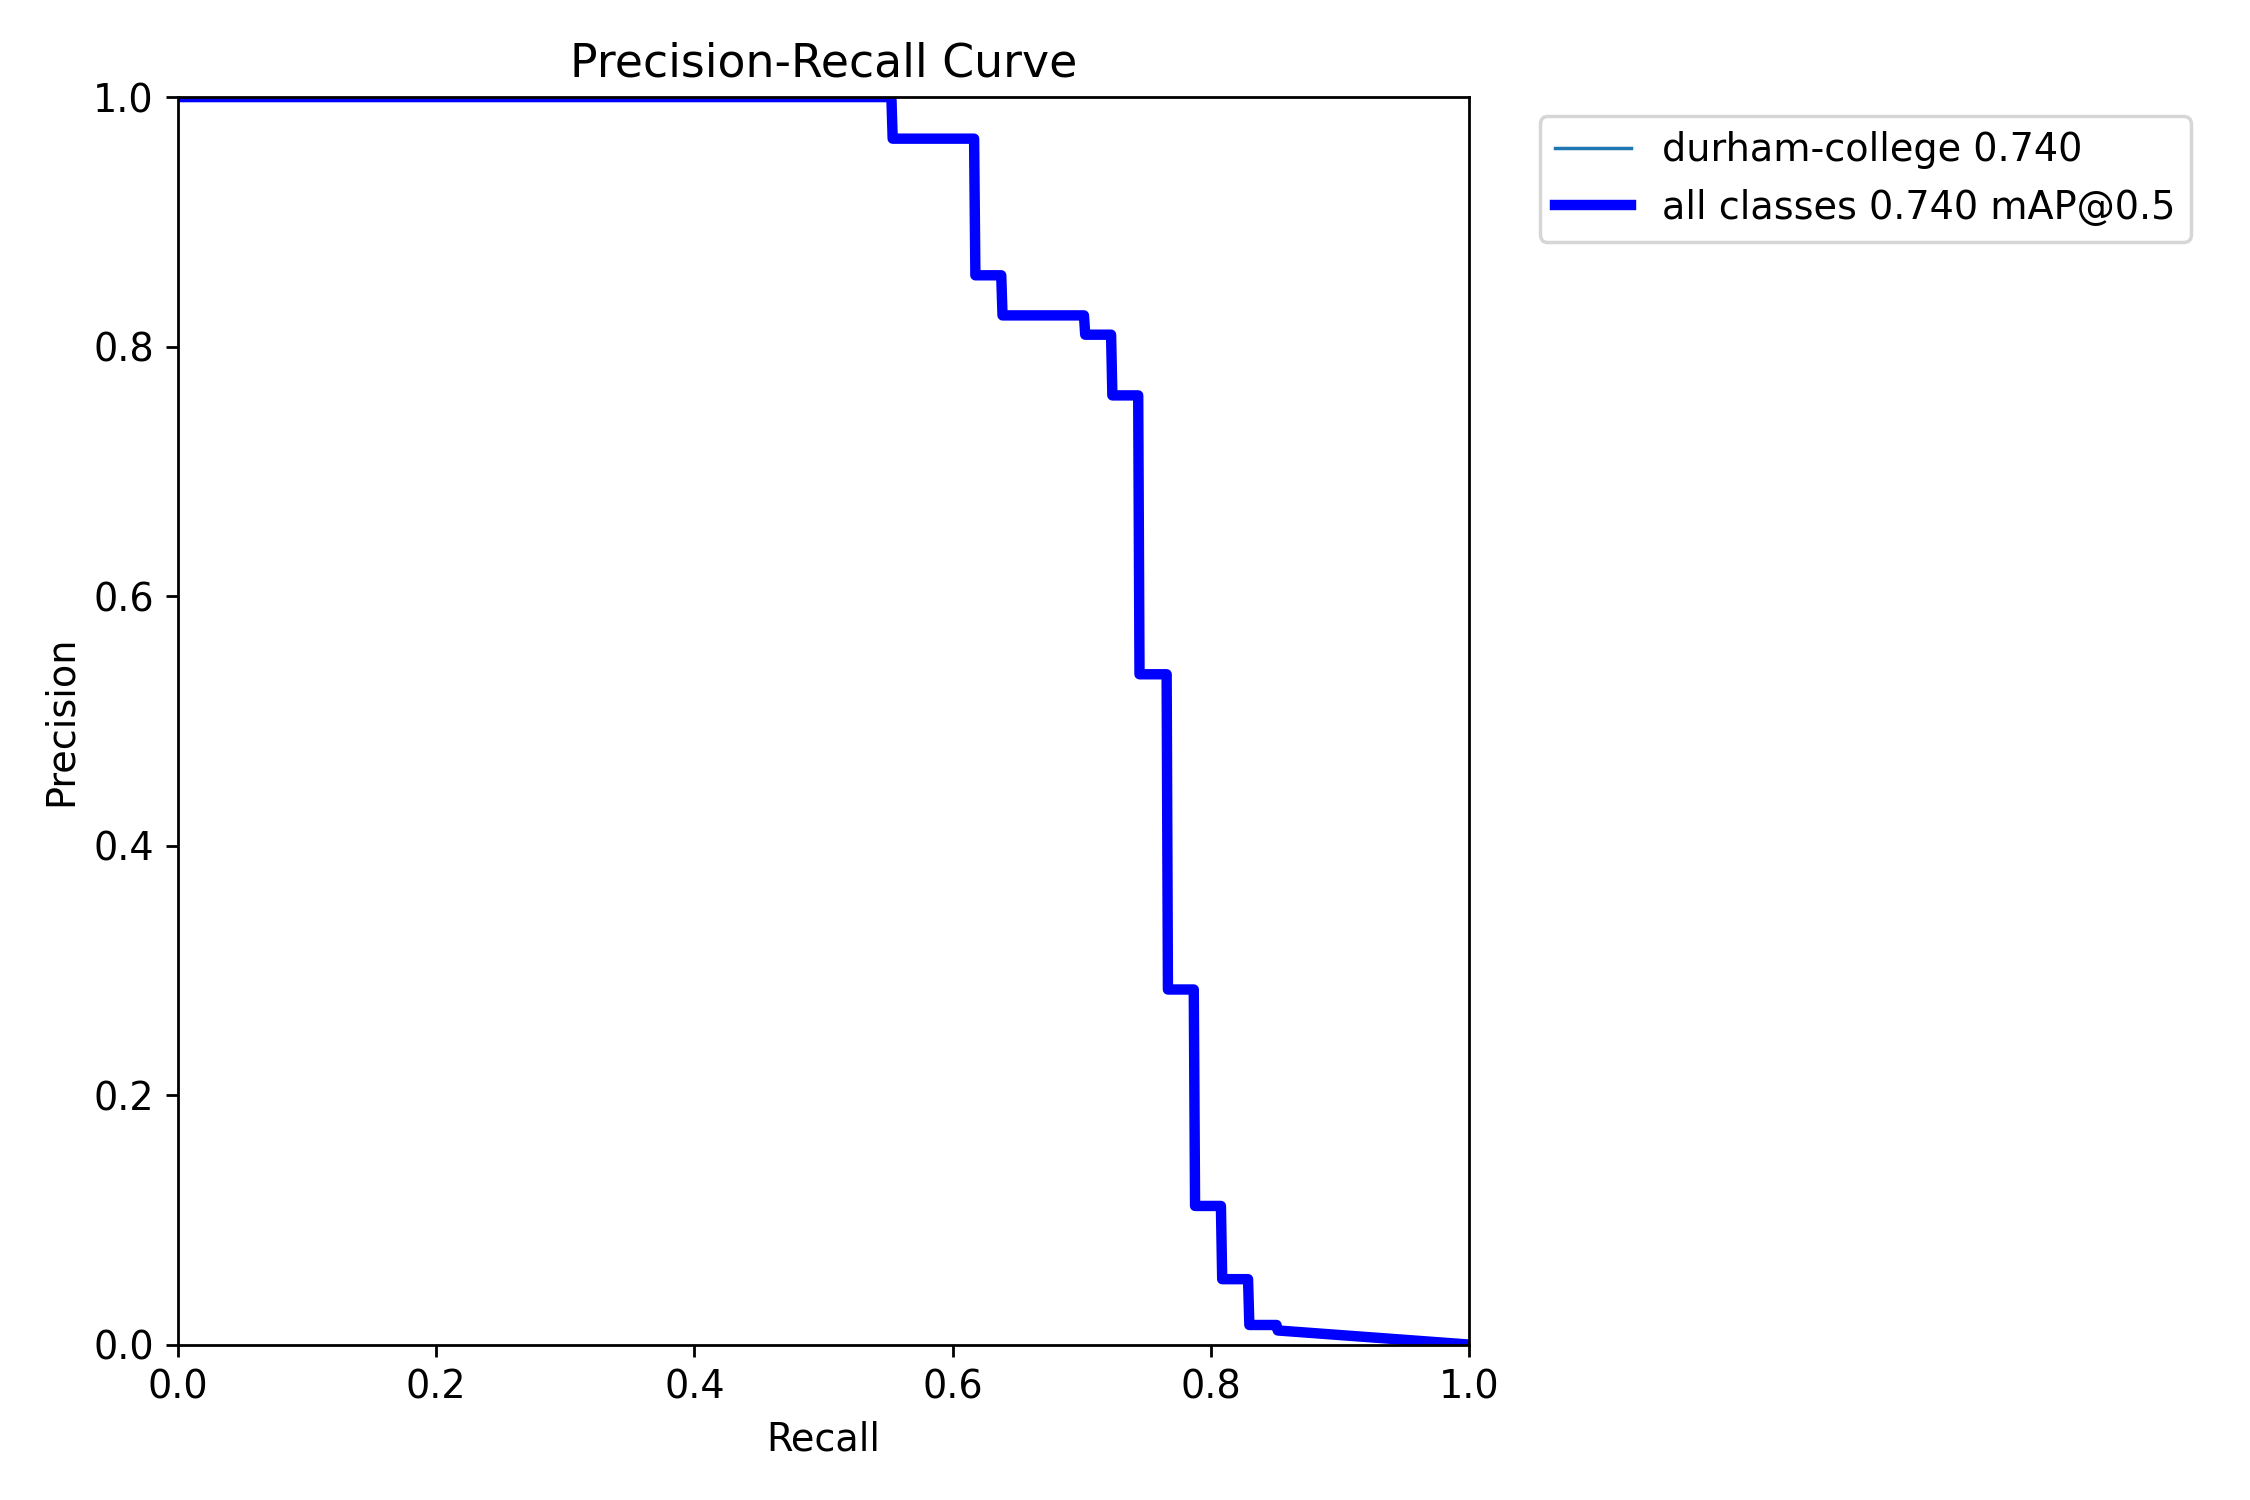 Precision-Recall Curve
1.0
0.8
0.6
0.4
0.2
0.0
Precision
0.0 0.2 0.4 0.6 0.8 1.0
Recall
durham-college 0.740
all classes 0.740 mAP@0.5